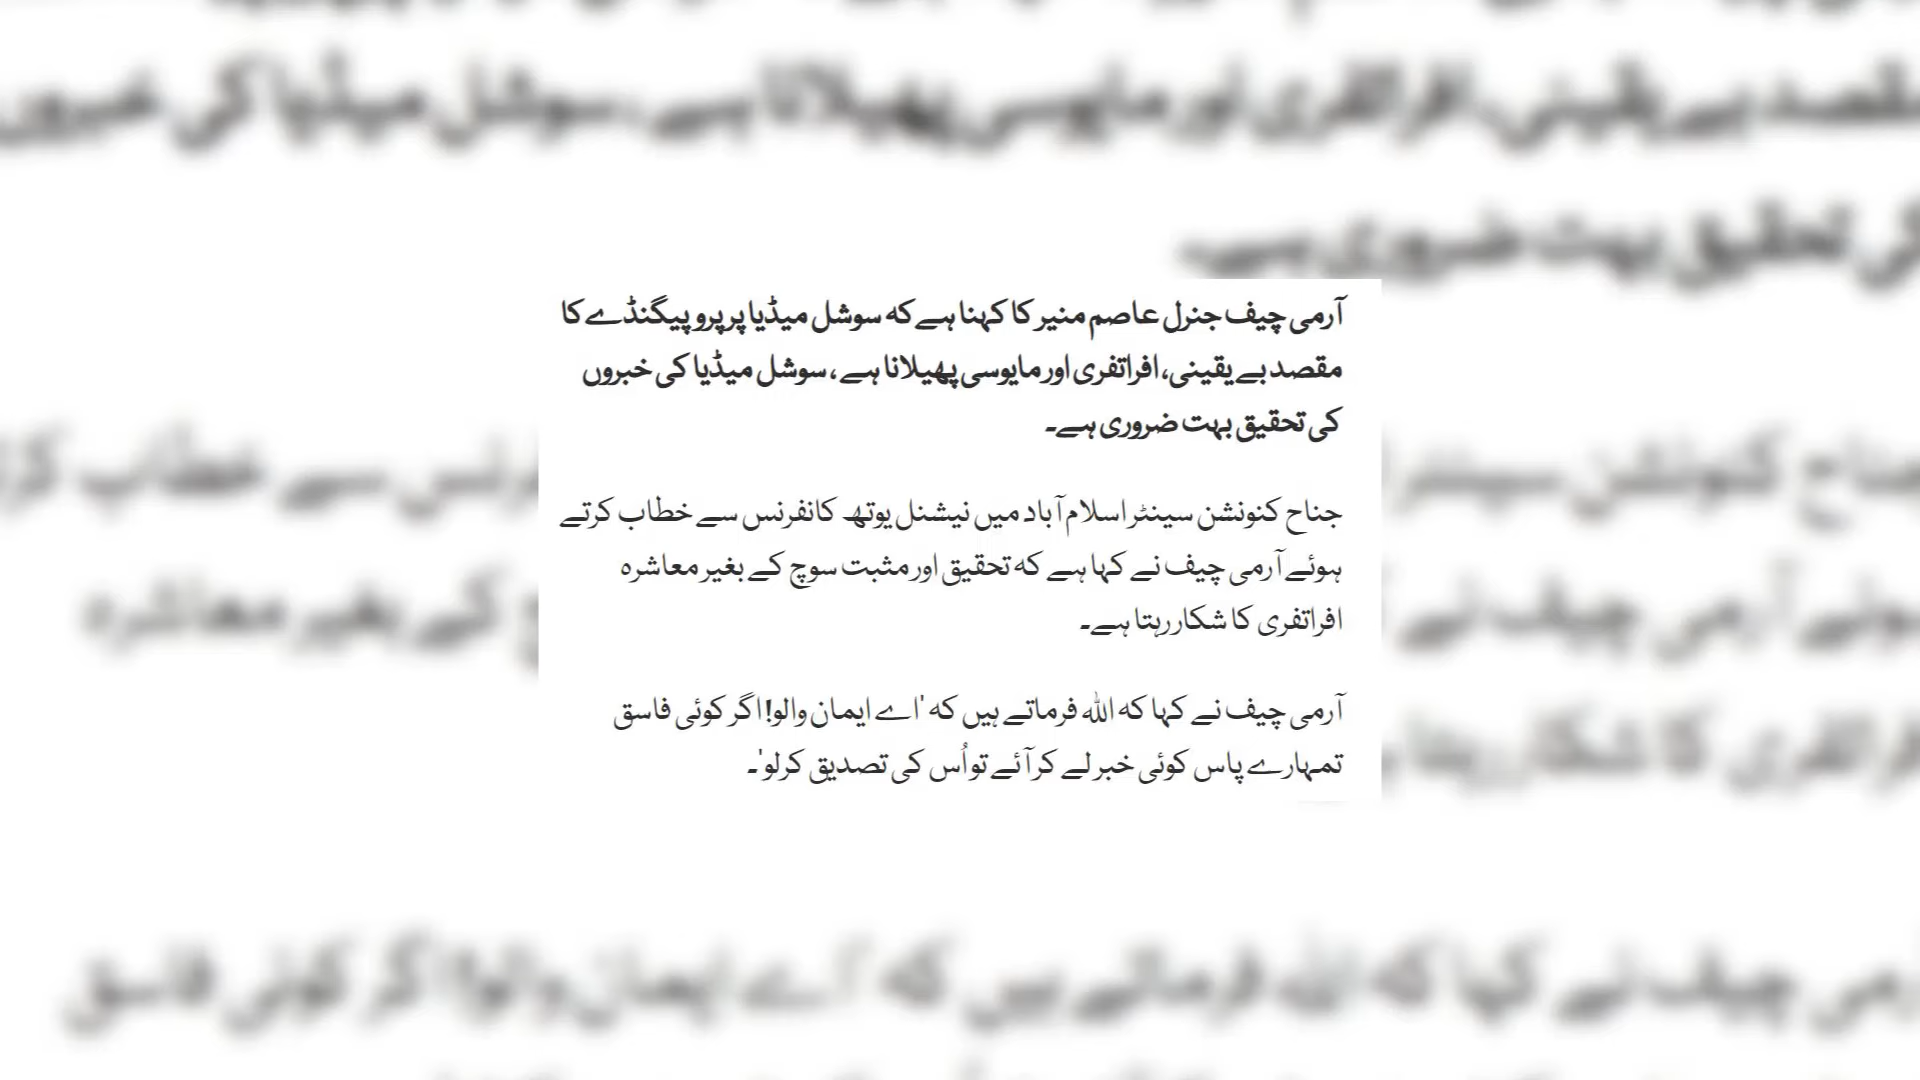 آرمی چیف جنرل عاصم منیر کا کہنا ہے کہ سوشل میڈیا پر پروپیگنڈے کا
مقصد بے یقینی، افراتفری اور مایوسی پھیلانا ہے، سوشل میڈیا کی خبروں
کی تحقیق بہت ضروری ہے۔
جناح کنونشن سینٹر اسلام آباد میں نیشنل یوتھ کانفرنس سے خطاب کرتے
ہوئے آرمی چیف نے کہا ہے کہ تحقیق اور مثبت سوچ کے بغیر معاشرہ
افراتفری کا شکار رہتا ہے۔
آرمی چیف نے کہا کہ اللہ فرماتے ہیں کہ 'اے ایمان والو! اگر کوئی فاسق
تمہارے پاس کوئی خبر لے کر آئے تو اُس کی تصدیق کرلو'۔